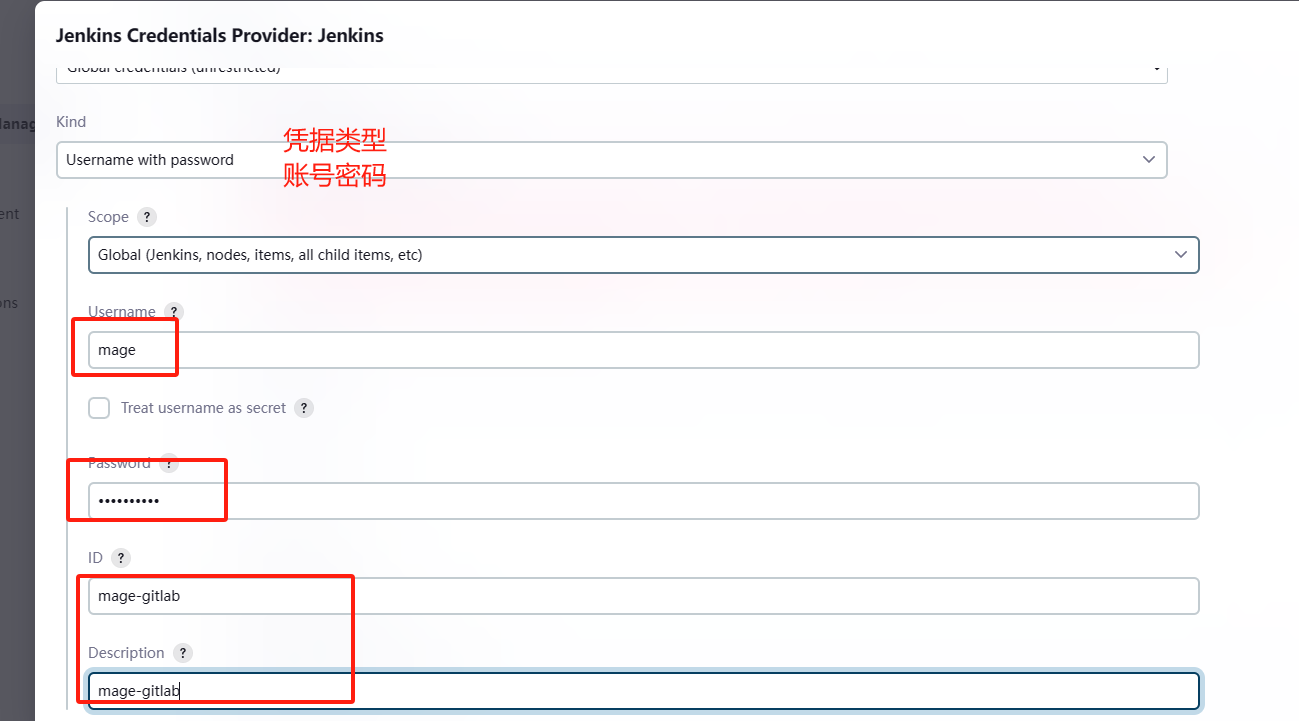 Jenkins Credentials Provider: Jenkins
Global credentials (unrestricted)
Kind
凭据类型
Username with password
账号密码
Scope ?
Global (Jenkins, nodes, items, all child items, etc)
Username ?
mage
Treat username as secret ?
Password ?
••••••••••
ID ?
mage-gitlab
Description ?
mage-gitlab
anag
ent
ons